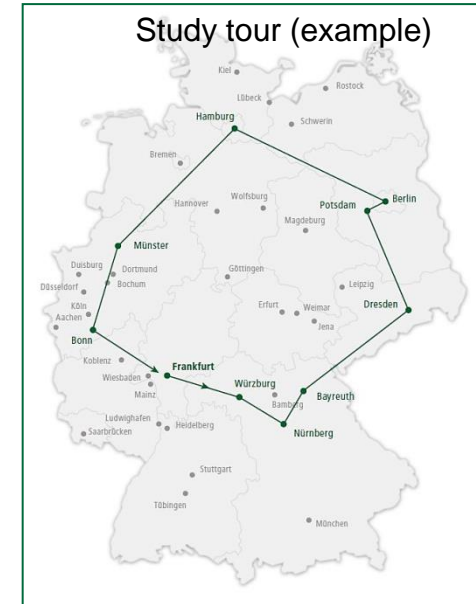 Study tour (example)
Kiel
Rostock
Lübeck
Hamburg
Schwerin
Bremen
Berlin
Wolfsburg
Hannover
Potsdam
Magdeburg
Münster
Duisburg
Dortmund
Göttingen
Bochum
Düsseldorf
Leipzig
Köln
Erfurt
Weimar
Dresden
Aachen
Jena
Bonn
Koblenz
Frankfurt
Wiesbaden
Würzburg
Mainz
Bamberg
Bayreuth
Ludwighafen
Heidelberg
Nürnberg
Saarbrücken
Stuttgart
Tübingen
München